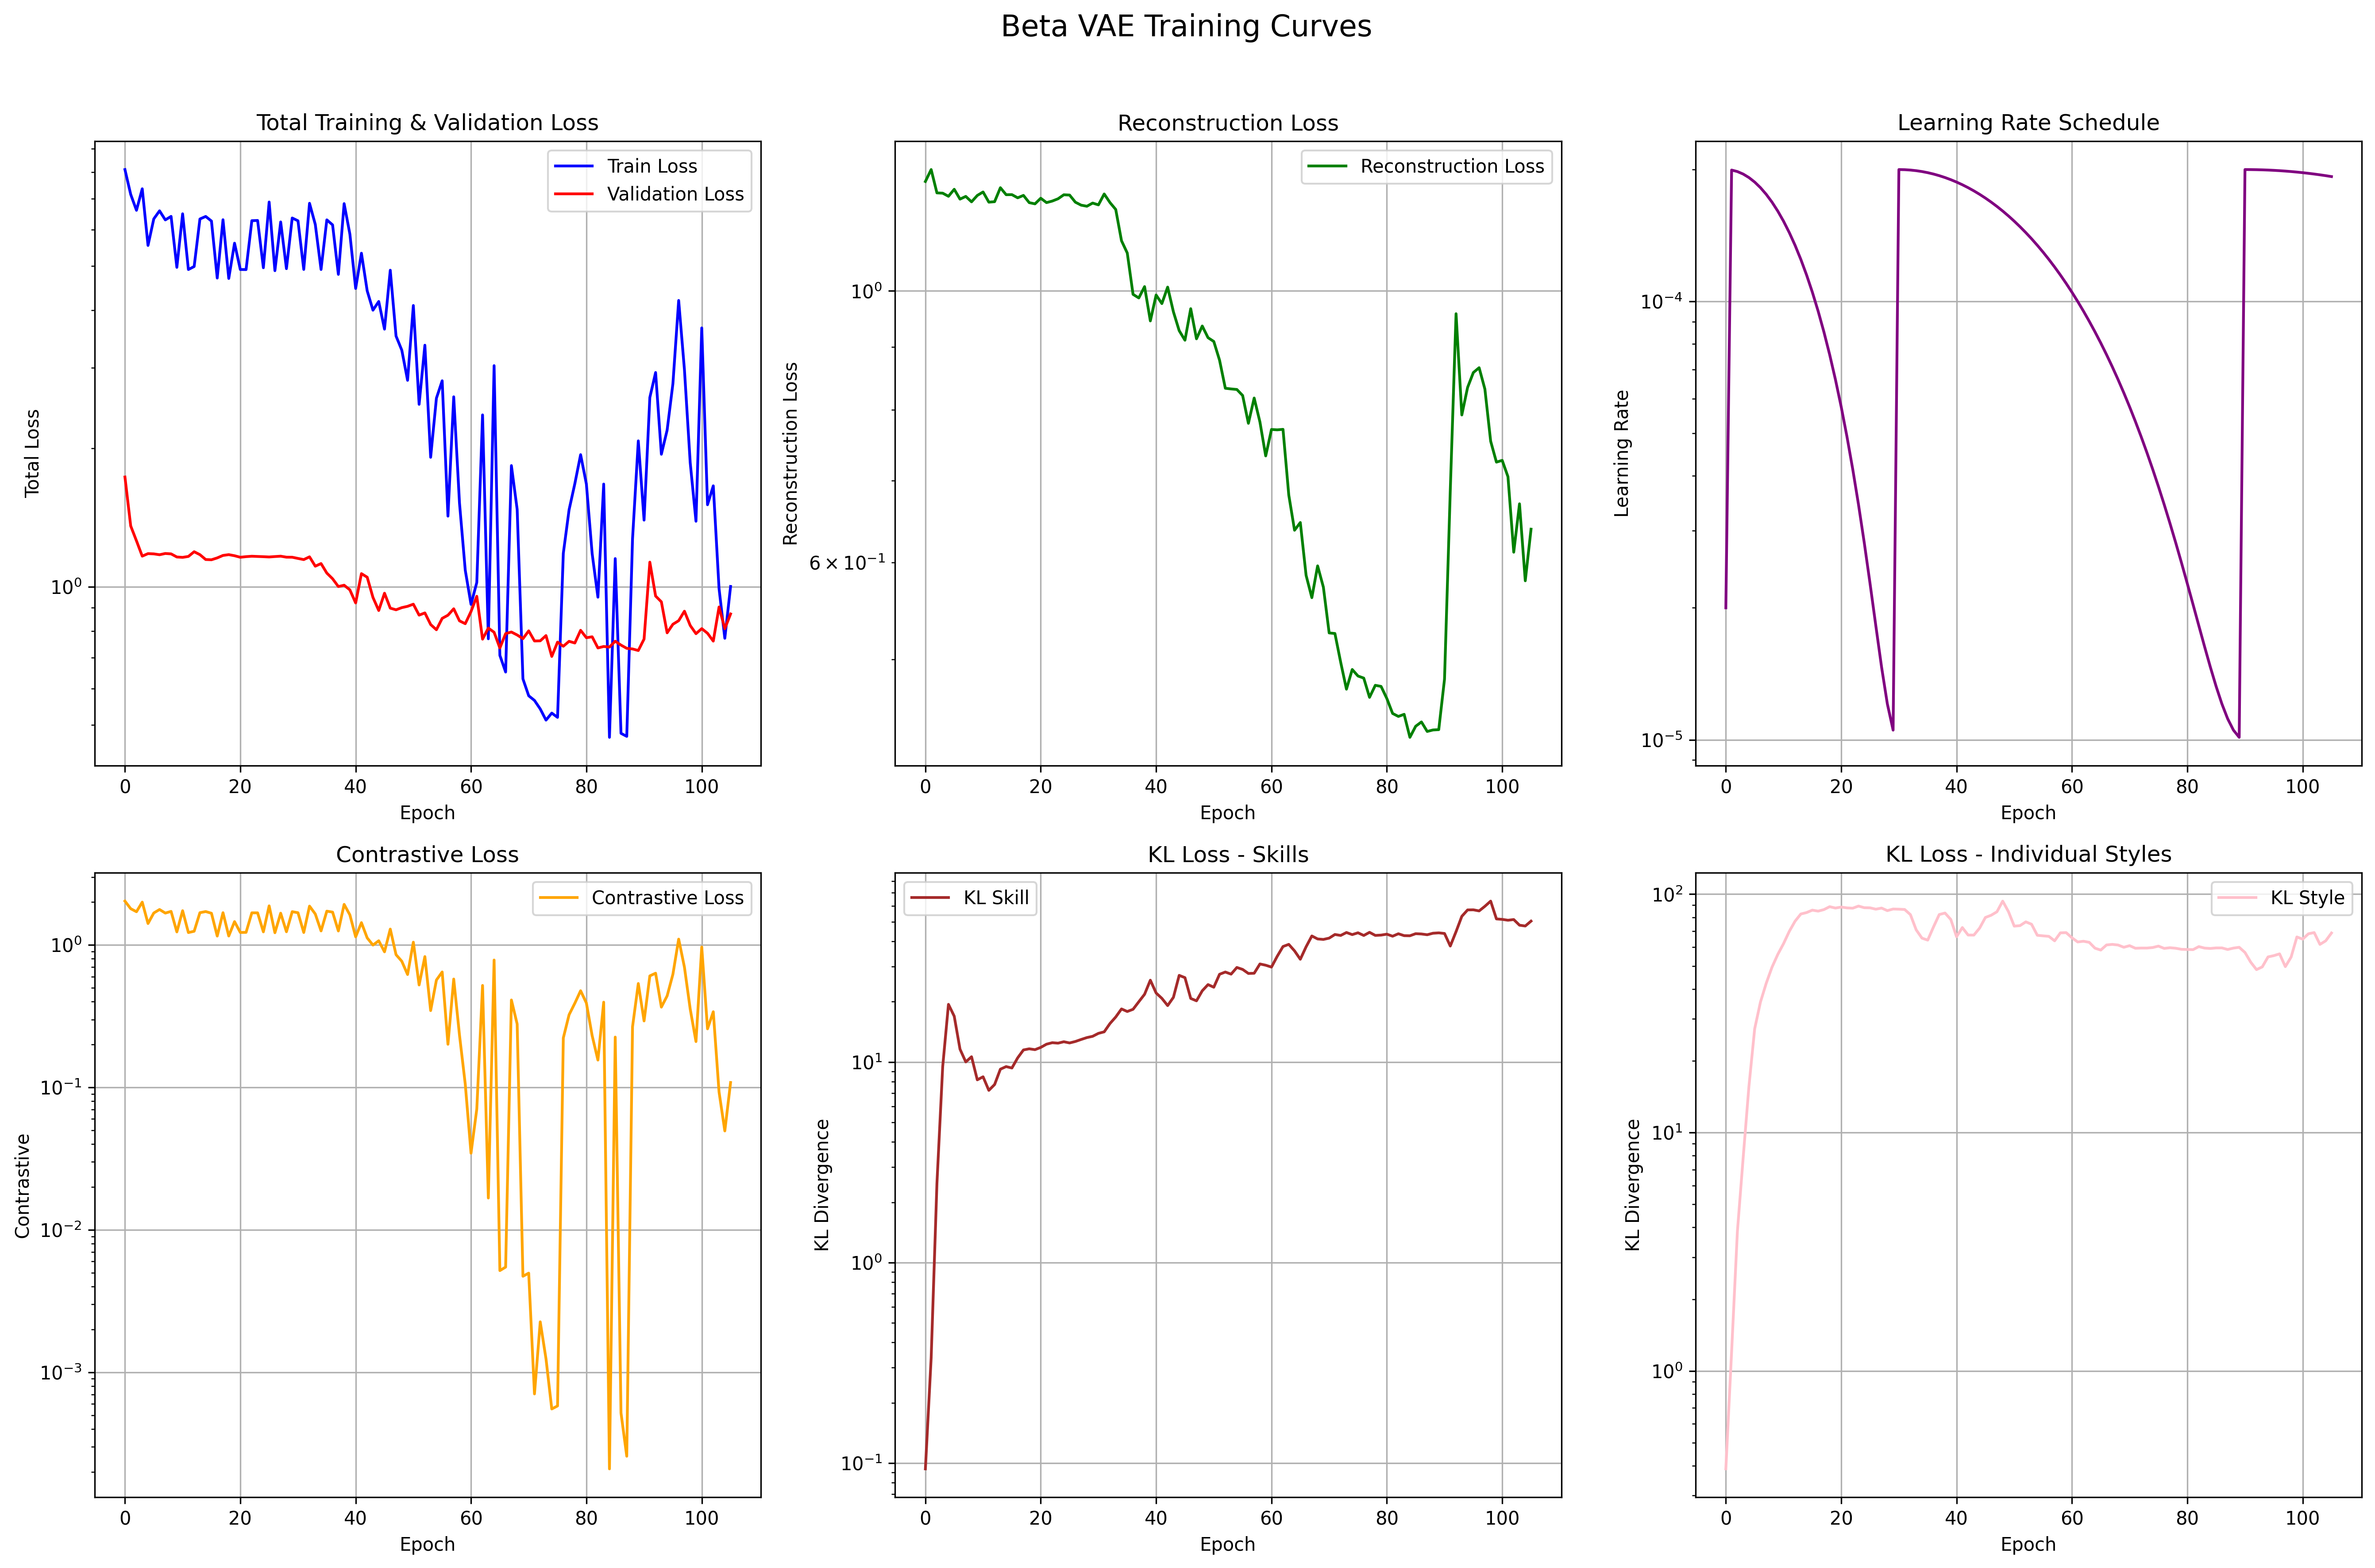 Beta VAE Training Curves
Total Training & Validation Loss
Train Loss
Validation Loss
Total Loss
10⁰
0 20 40 60 80 100
Epoch
Reconstruction Loss
Reconstruction Loss
Reconstruction Loss
10⁰
6 × 10⁻¹
0 20 40 60 80 100
Epoch
Learning Rate Schedule
Learning Rate
10⁻⁴
10⁻⁵
0 20 40 60 80 100
Epoch
Contrastive Loss
Contrastive Loss
Contrastive
10⁰
10⁻¹
10⁻²
10⁻³
0 20 40 60 80 100
Epoch
KL Loss - Skills
KL Skill
KL Divergence
10¹
10⁰
10⁻¹
0 20 40 60 80 100
Epoch
KL Loss - Individual Styles
KL Style
KL Divergence
10²
10¹
10⁰
0 20 40 60 80 100
Epoch